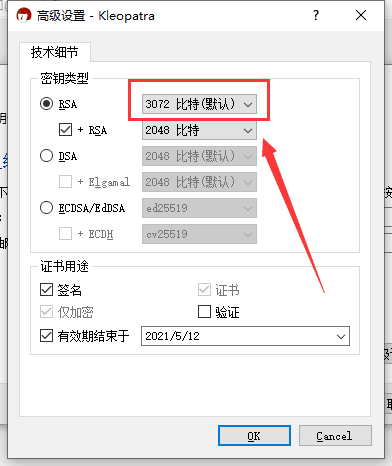 高级设置 - Kleopatra
技术细节
密钥类型
RSA 3072 比特(默认)
+ RSA 2048 比特
DSA 2048 比特(默认)
+ Elgamal 2048 比特(默认)
ECDSA/EdDSA ed25519
+ ECDH cv25519
证书用途
签名 证书
仅加密 验证
有效期结束于 2021/5/12
OK Cancel